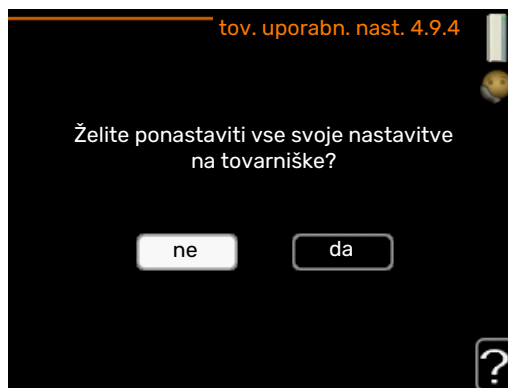 tov. uporabn. nast. 4.9.4
Želite ponastaviti vse svoje nastavitve
na tovarniške?
ne
da
?